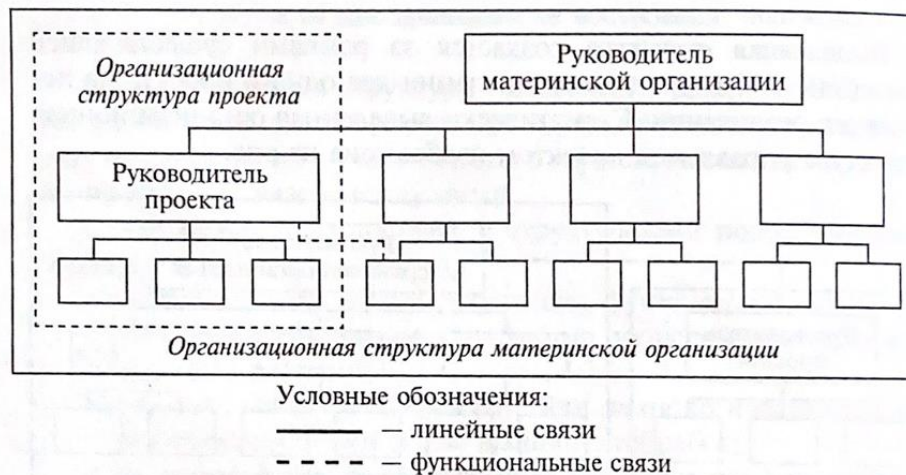 Организационная
структура проекта
Руководитель
материнской организации
Руководитель
проекта
Организационная структура материнской организации
Условные обозначения:
— линейные связи
— функциональные связи